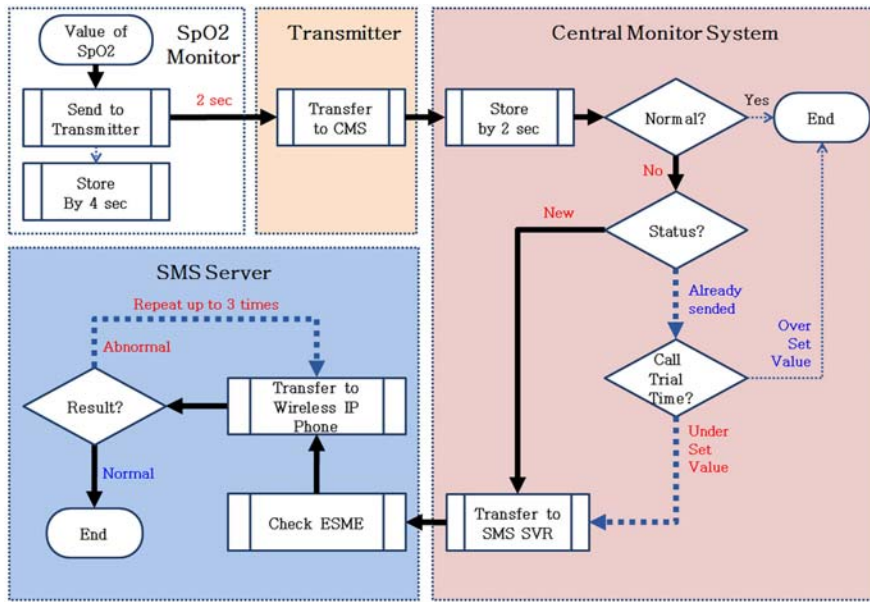 SpO2
Monitor
Value of
SpO2
Send to
Transmitter
Store
By 4 sec
2 sec
Transmitter
Transfer
to CMS
Central Monitor System
Store
by 2 sec
Normal?
Yes
End
No
Status?
New
Already
sended
Call
Trial
Time?
Over
Set
Value
Under
Set
Value
Transfer to
SMS SVR
SMS Server
Repeat up to 3 times
Abnormal
Transfer to
Wireless IP
Phone
Result?
Normal
End
Check ESME